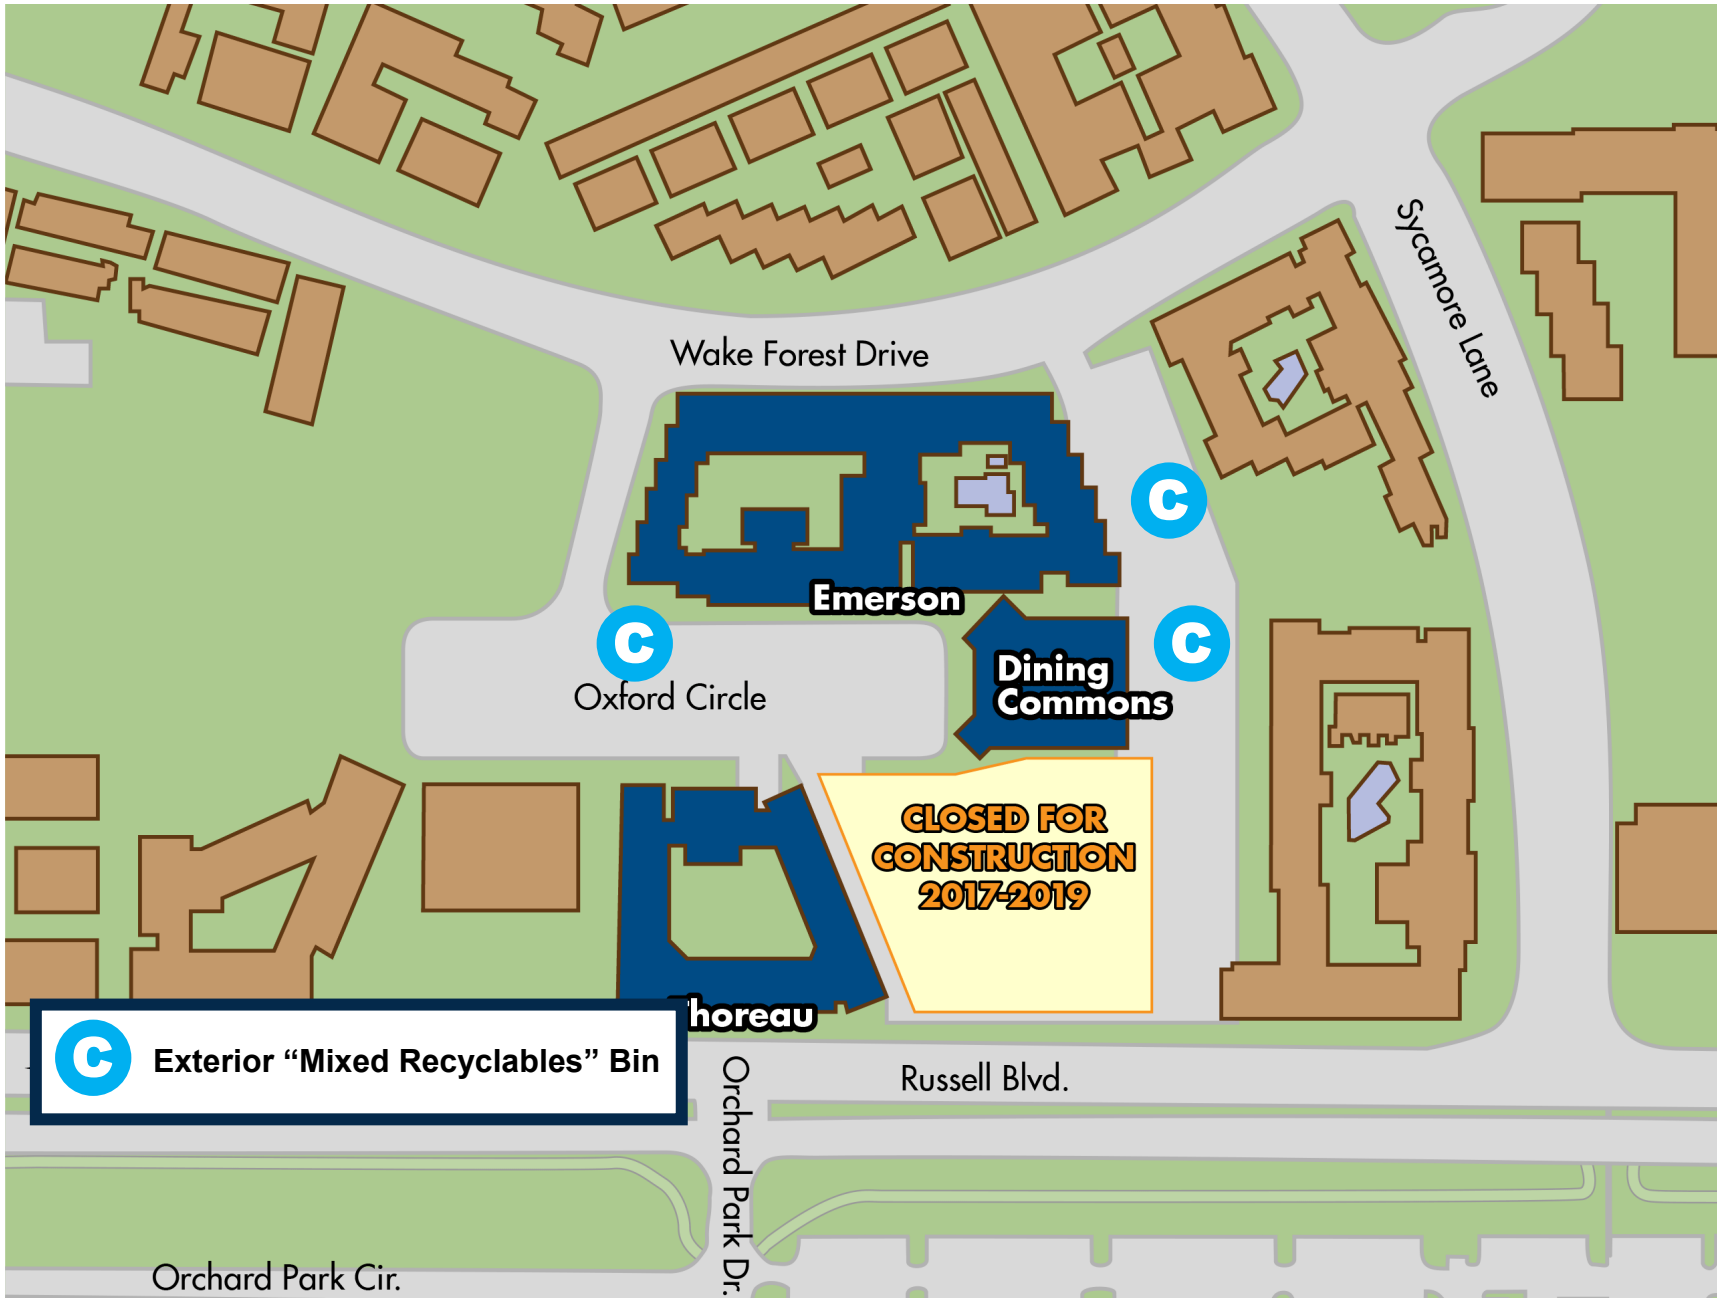 Sycamore Lane
Wake Forest Drive
C
Emerson
C
C
Dining
Commons
Oxford Circle
CLOSED FOR
CONSTRUCTION
2017-2019
horeau
C Exterior “Mixed Recyclables” Bin
Russell Blvd.
Orchard Park Dr.
Orchard Park Cir.